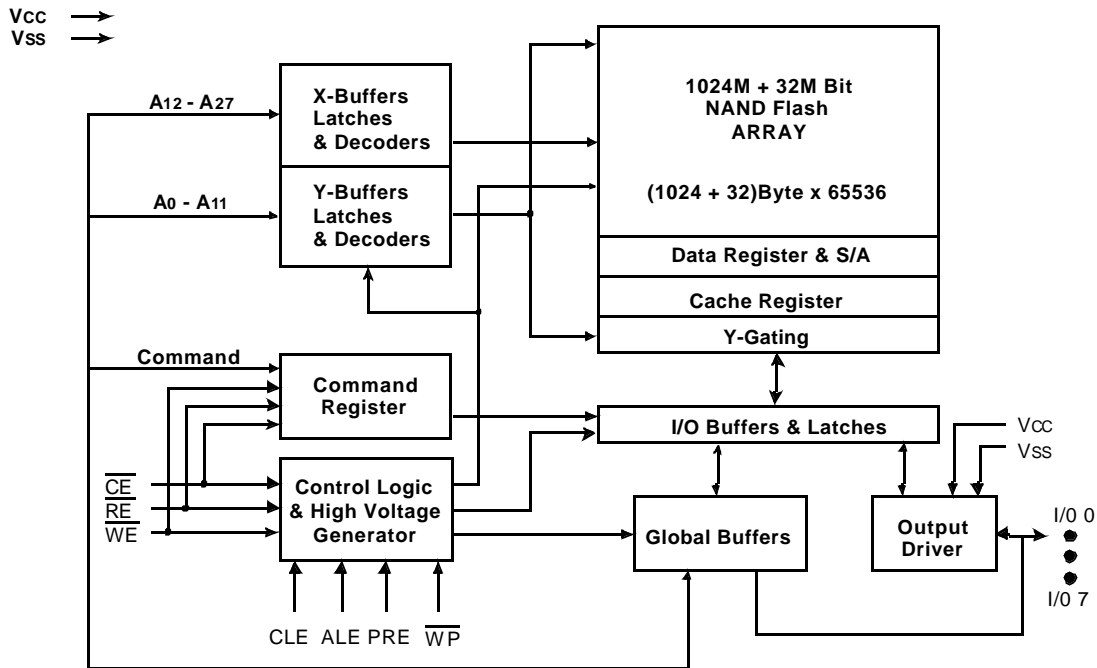 VCC
VSS
A12 - A27
X-Buffers
Latches
& Decoders
A0 - A11
Y-Buffers
Latches
& Decoders
1024M + 32M Bit
NAND Flash
ARRAY
(1024 + 32)Byte x 65536
Data Register & S/A
Cache Register
Y-Gating
Command
Command
Register
I/O Buffers & Latches
VCC
VSS
CE
RE
WE
Control Logic
& High Voltage
Generator
Global Buffers
Output
Driver
I/0 0
I/0 7
CLE ALE PRE WP